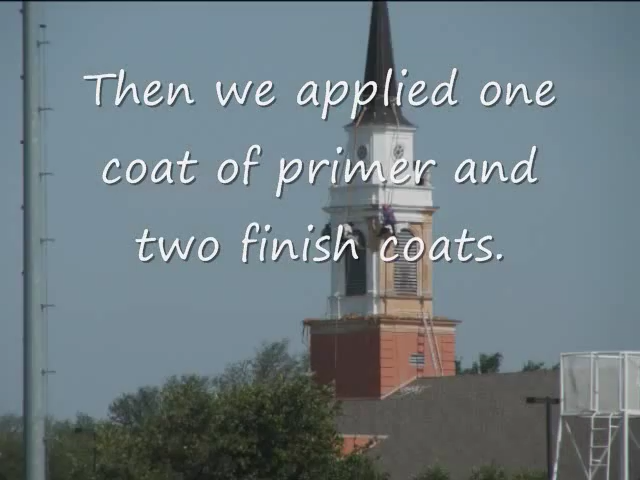 Then we applied one
coat of primer and
two finish coats.